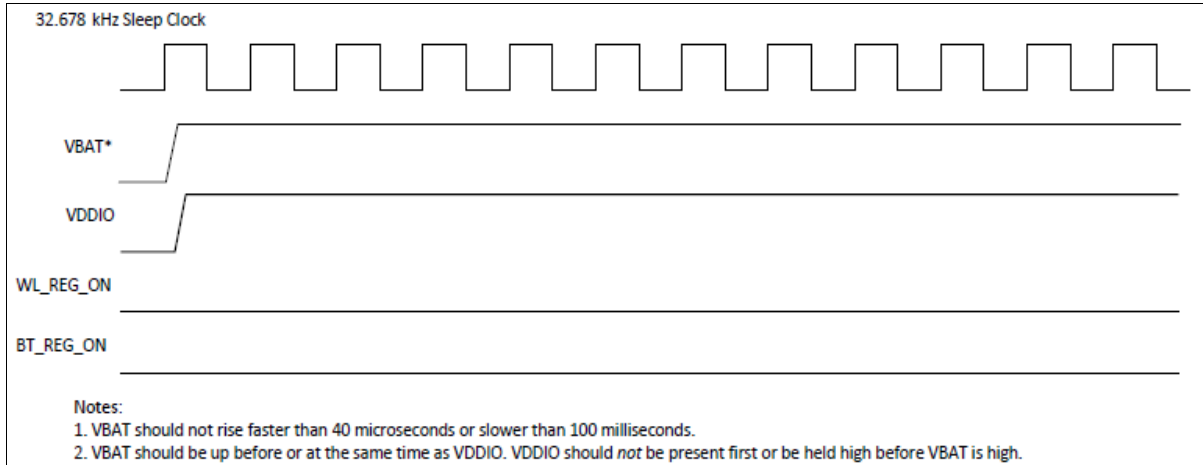 32.678 kHz Sleep Clock
VBAT*
VDDIO
WL_REG_ON
BT_REG_ON
Notes:
1. VBAT should not rise faster than 40 microseconds or slower than 100 milliseconds.
2. VBAT should be up before or at the same time as VDDIO. VDDIO should not be present first or be held high before VBAT is high.